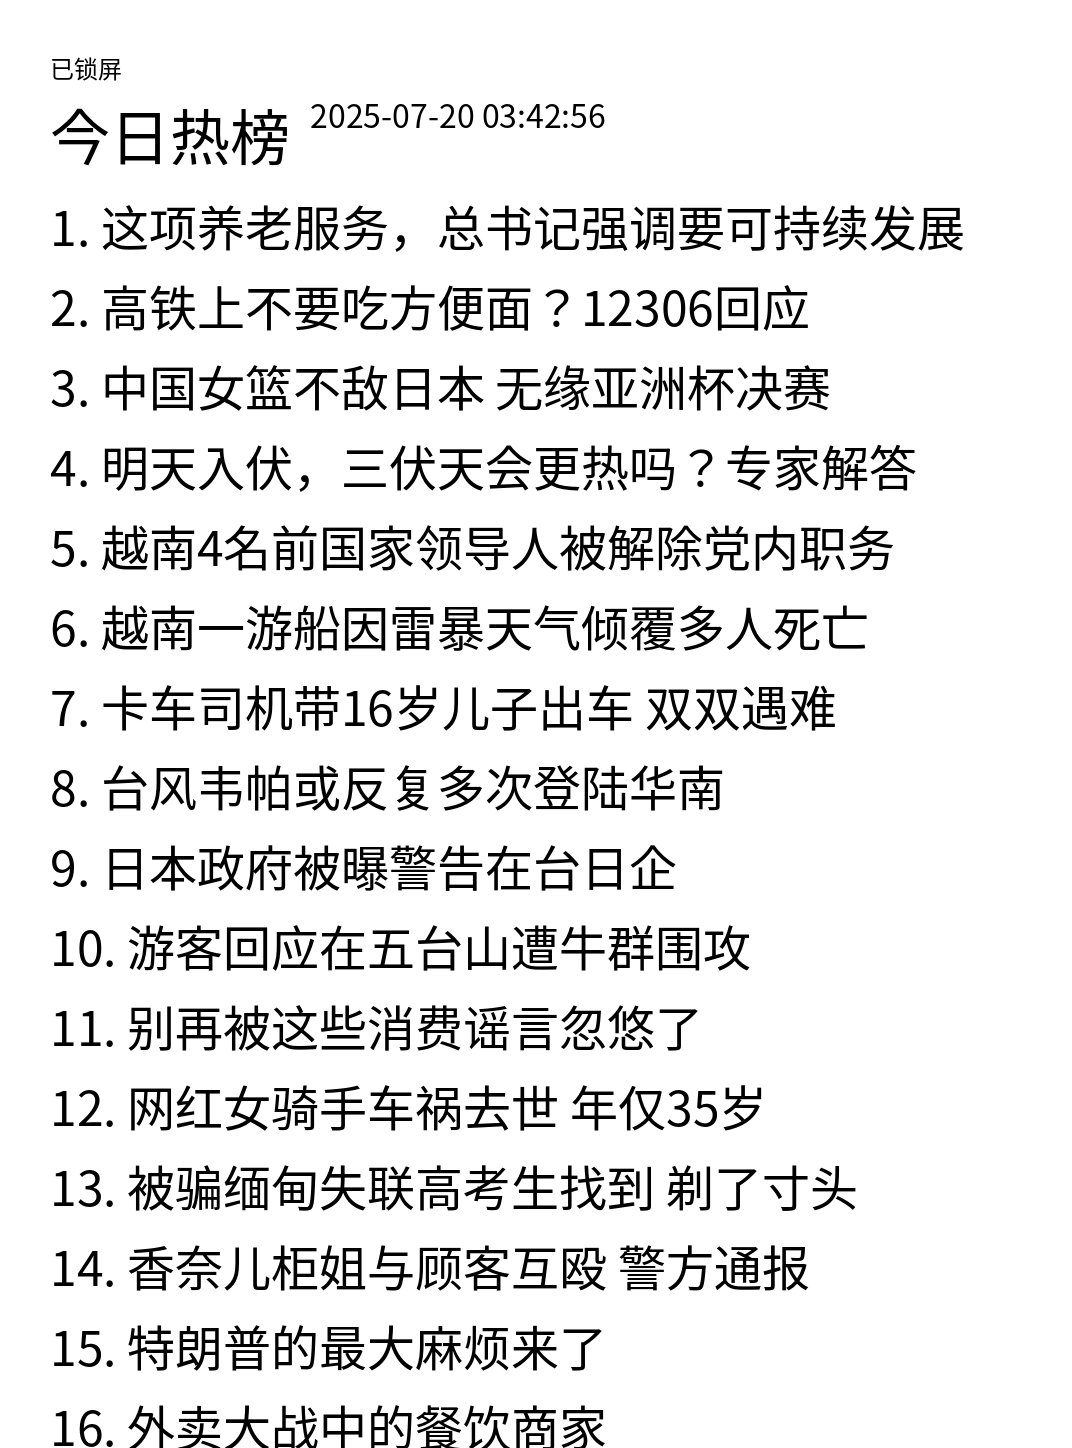 已锁屏
今日热榜 2025-07-20 03:42:56
1. 这项养老服务，总书记强调要可持续发展
2. 高铁上不要吃方便面？12306回应
3. 中国女篮不敌日本 无缘亚洲杯决赛
4. 明天入伏，三伏天会更热吗？专家解答
5. 越南4名前国家领导人被解除党内职务
6. 越南一游船因雷暴天气倾覆多人死亡
7. 卡车司机带16岁儿子出车 双双遇难
8. 台风韦帕或反复多次登陆华南
9. 日本政府被曝警告在台日企
10. 游客回应在五台山遭牛群围攻
11. 别再被这些消费谣言忽悠了
12. 网红女骑手车祸去世 年仅35岁
13. 被骗缅甸失联高考生找到 剃了寸头
14. 香奈儿柜姐与顾客互殴 警方通报
15. 特朗普的最大麻烦来了
16. 外卖大战中的餐饮商家